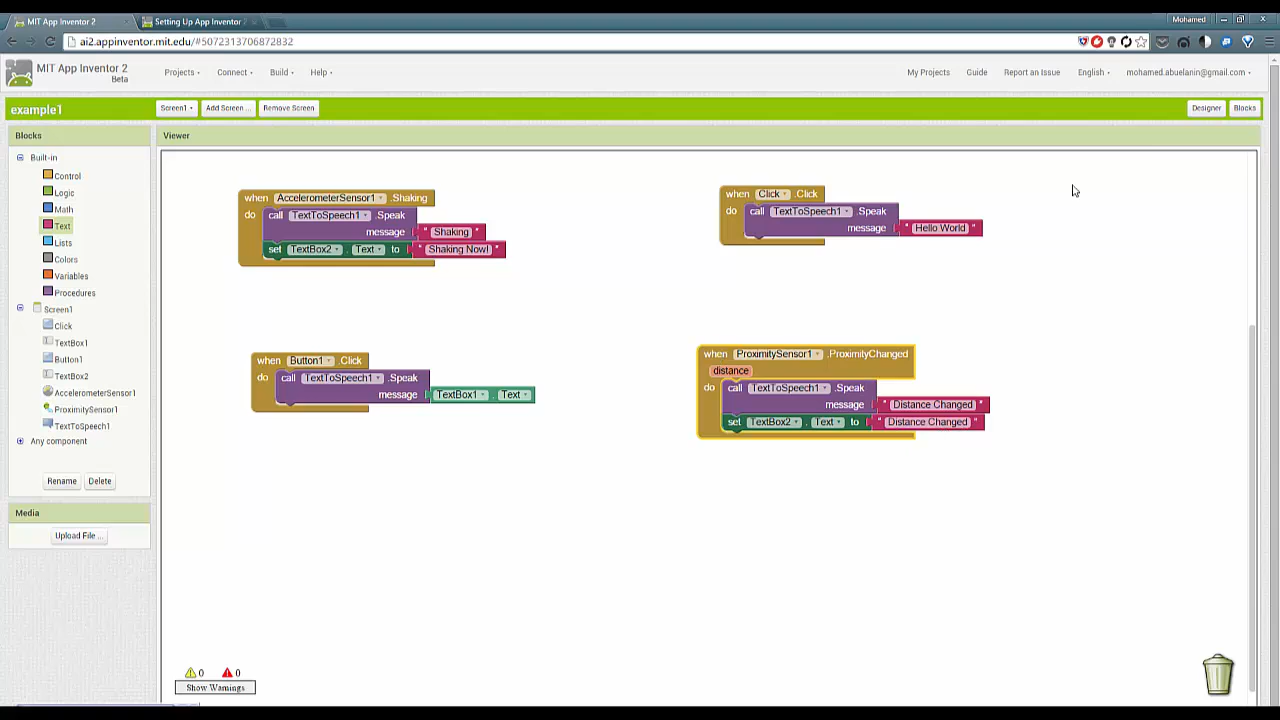 MIT App Inventor 2
Setting Up App Inventor
Mohamed
ai2.appinventor.mit.edu/#5072313706872832
MIT App Inventor 2
Beta
Projects
Connect
Build
Help
My Projects
Guide
Report an Issue
English
mohamed.abuelanin@gmail.com
example1
Screen1
Add Screen ...
Remove Screen
Designer
Blocks
Blocks
Built-in
Control
Logic
Math
Text
Lists
Colors
Variables
Procedures
Screen1
Click
TextBox1
Button1
TextBox2
AccelerometerSensor1
ProximitySensor1
TextToSpeech1
Any component
Rename
Delete
Media
Upload File ...
Viewer
when AccelerometerSensor1 .Shaking
do call TextToSpeech1 .Speak
message " Shaking "
set TextBox2 . Text to " Shaking Now! "
when Click .Click
do call TextToSpeech1 .Speak
message " Hello World "
when Button1 .Click
do call TextToSpeech1 .Speak
message TextBox1 . Text
when ProximitySensor1 .ProximityChanged
distance
do call TextToSpeech1 .Speak
message " Distance Changed "
set TextBox2 . Text to " Distance Changed "
0 0
Show Warnings